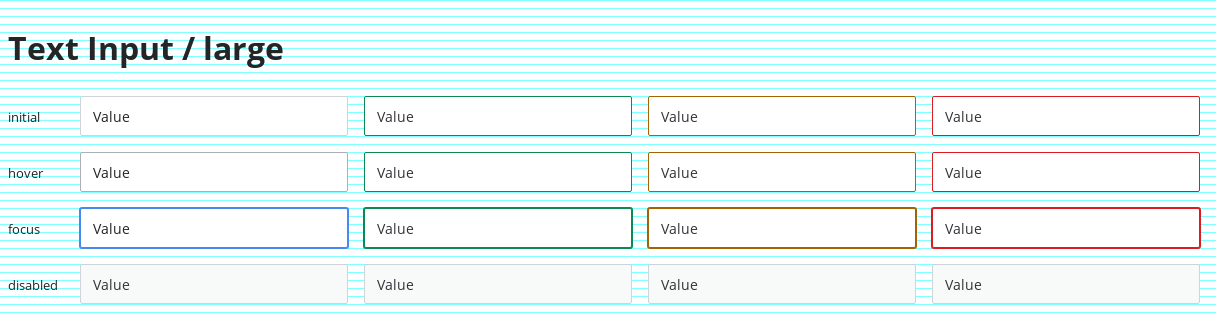 Text Input / large
initial Value Value Value Value
hover Value Value Value Value
focus Value Value Value Value
disabled Value Value Value Value